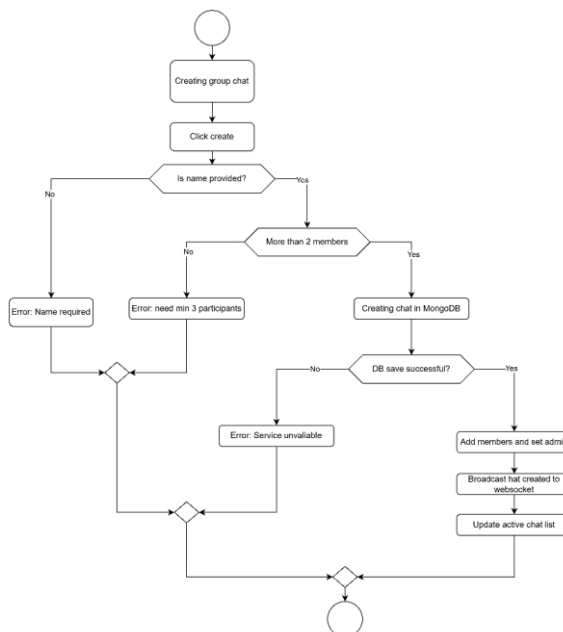 Creating group chat
Click create
Is name provided?
No
Yes
More than 2 members
No
Yes
Error: Name required
Error: need min 3 participants
Creating chat in MongoDB
DB save successful?
No
Yes
Error: Service unvaliable
Add members and set admi
Broadcast hat created to
websocket
Update active chat list